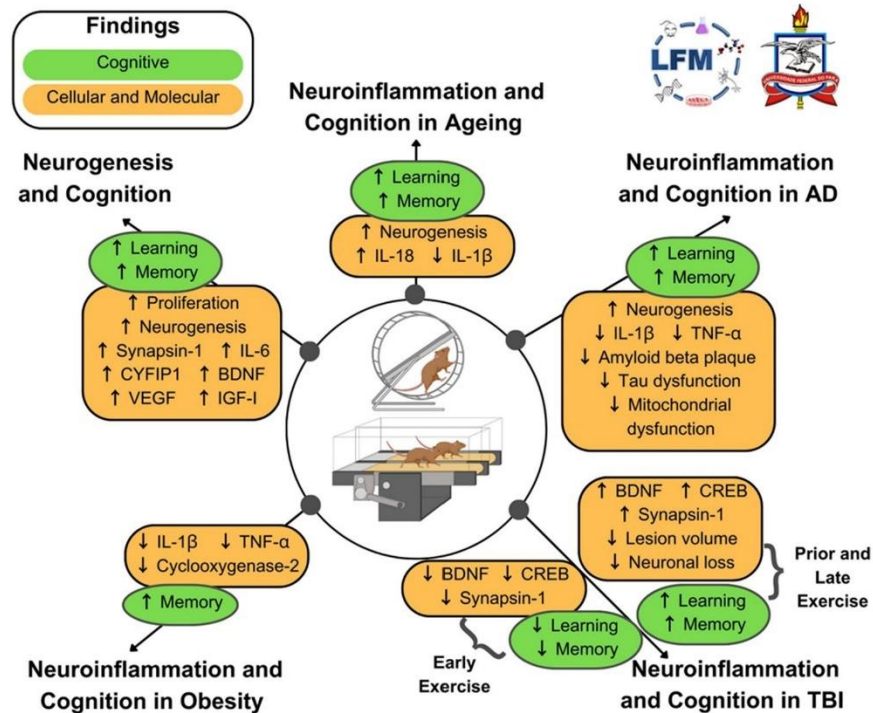 Findings
Cognitive
Cellular and Molecular
LFM
UNIVERSIDADE FEDERAL DO PARÁ
Neuroinflammation and
Cognition in Ageing
↑ Learning
↑ Memory
↑ Neurogenesis
↑ IL-18 ↓ IL-1β
Neurogenesis
and Cognition
↑ Learning
↑ Memory
↑ Proliferation
↑ Neurogenesis
↑ Synapsin-1 ↑ IL-6
↑ CYFIP1 ↑ BDNF
↑ VEGF ↑ IGF-I
Neuroinflammation
and Cognition in AD
↑ Learning
↑ Memory
↑ Neurogenesis
↓ IL-1β ↓ TNF-α
↓ Amyloid beta plaque
↓ Tau dysfunction
↓ Mitochondrial
dysfunction
↓ IL-1β ↓ TNF-α
↓ Cyclooxygenase-2
↑ Memory
Neuroinflammation and
Cognition in Obesity
↓ BDNF ↓ CREB
↓ Synapsin-1
↓ Learning
↓ Memory
Early
Exercise
↑ BDNF ↑ CREB
↑ Synapsin-1
↓ Lesion volume
↓ Neuronal loss
↑ Learning
↑ Memory
Prior and
Late
Exercise
Neuroinflammation
and Cognition in TBI